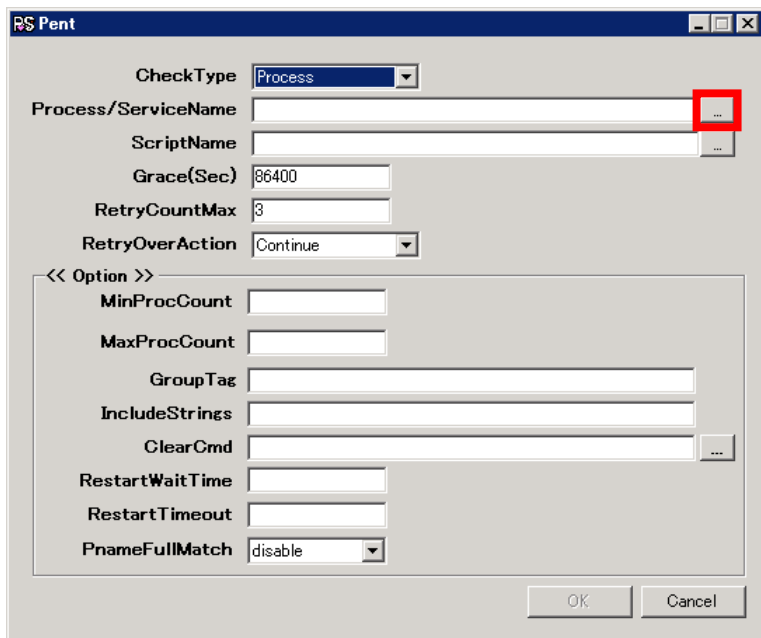 PS Pent
CheckType Process
Process/ServiceName ...
ScriptName ...
Grace(Sec) 86400
RetryCountMax 3
RetryOverAction Continue
<< Option >>
MinProcCount
MaxProcCount
GroupTag
IncludeStrings
ClearCmd ...
RestartWaitTime
RestartTimeout
PnameFullMatch disable
OK Cancel